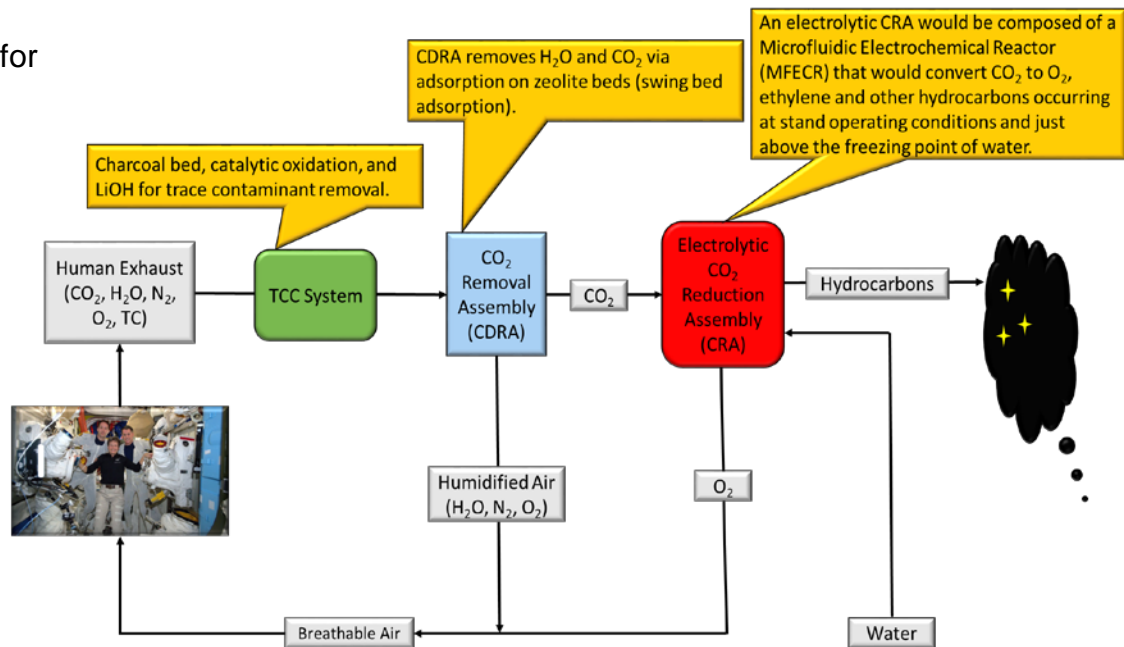 for
An electrolytic CRA would be composed of a
Microfluidic Electrochemical Reactor
(MFECR) that would convert CO₂ to O₂,
ethylene and other hydrocarbons occurring
at stand operating conditions and just
above the freezing point of water.
CDRA removes H₂O and CO₂ via
adsorption on zeolite beds (swing bed
adsorption).
Charcoal bed, catalytic oxidation, and
LiOH for trace contaminant removal.
Human Exhaust
(CO₂, H₂O, N₂,
O₂, TC)
TCC System
CO₂
Removal
Assembly
(CDRA)
CO₂
Electrolytic
CO₂
Reduction
Assembly
(CRA)
Hydrocarbons
Humidified Air
(H₂O, N₂, O₂)
O₂
Breathable Air
Water